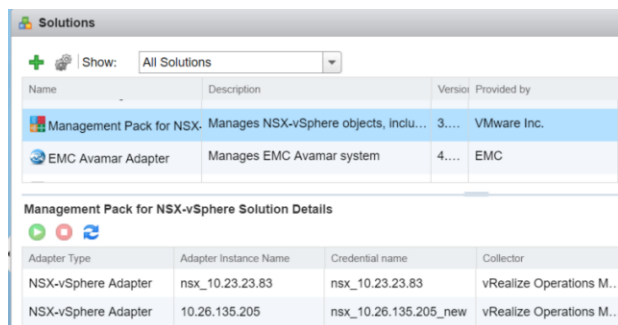 Solutions
Show: All Solutions
Name Description Version Provided by
Management Pack for NSX- Manages NSX-vSphere objects, inclu... 3.... VMware Inc.
EMC Avamar Adapter Manages EMC Avamar system 4.... EMC
Management Pack for NSX-vSphere Solution Details
Adapter Type Adapter Instance Name Credential name Collector
NSX-vSphere Adapter nsx_10.23.23.83 nsx_10.23.23.83 vRealize Operations M...
NSX-vSphere Adapter 10.26.135.205 nsx_10.26.135.205_new vRealize Operations M...